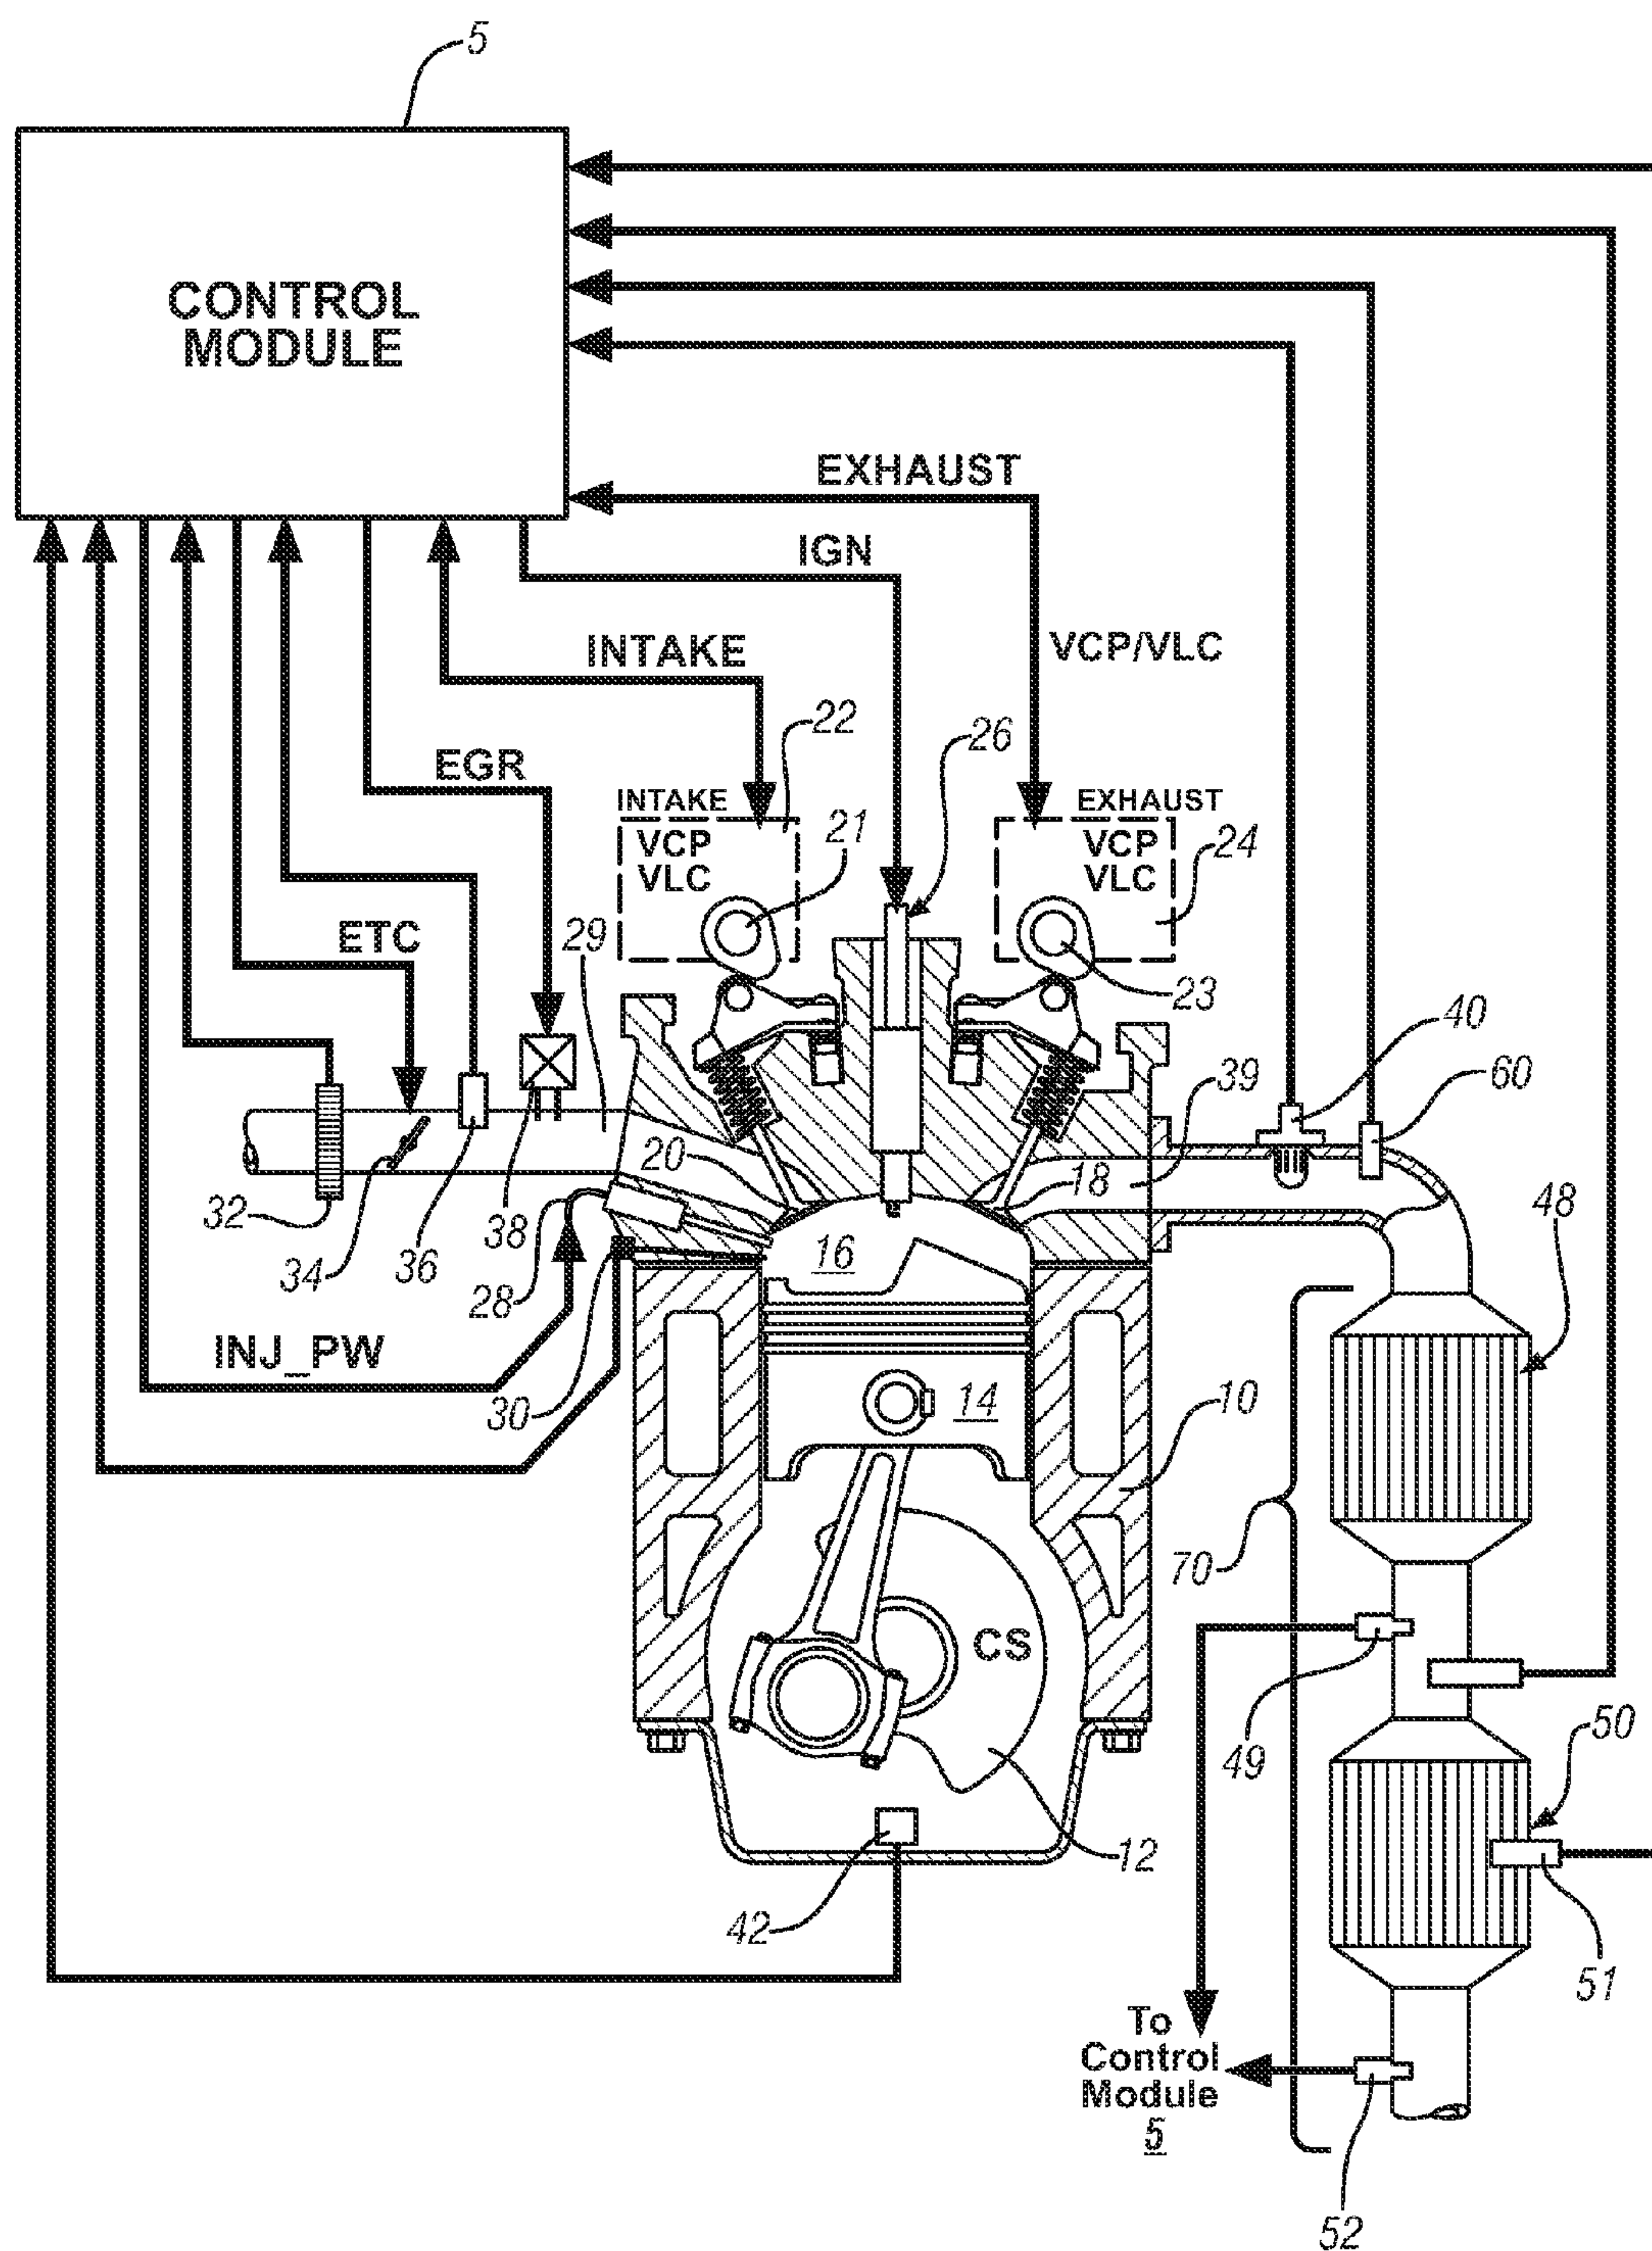 5
CONTROL
MODULE
EXHAUST
IGN
INTAKE
VCP/VLC
22
26
EGR
INTAKE
EXHAUST
VCP
VLC
21
VCP
VLC
24
ETC
29
23
40
39
60
20
18
32
34
36
38
28
16
48
INJ_PW
30
14
10
70
CS
49
50
12
42
51
To
Control
Module
5
52